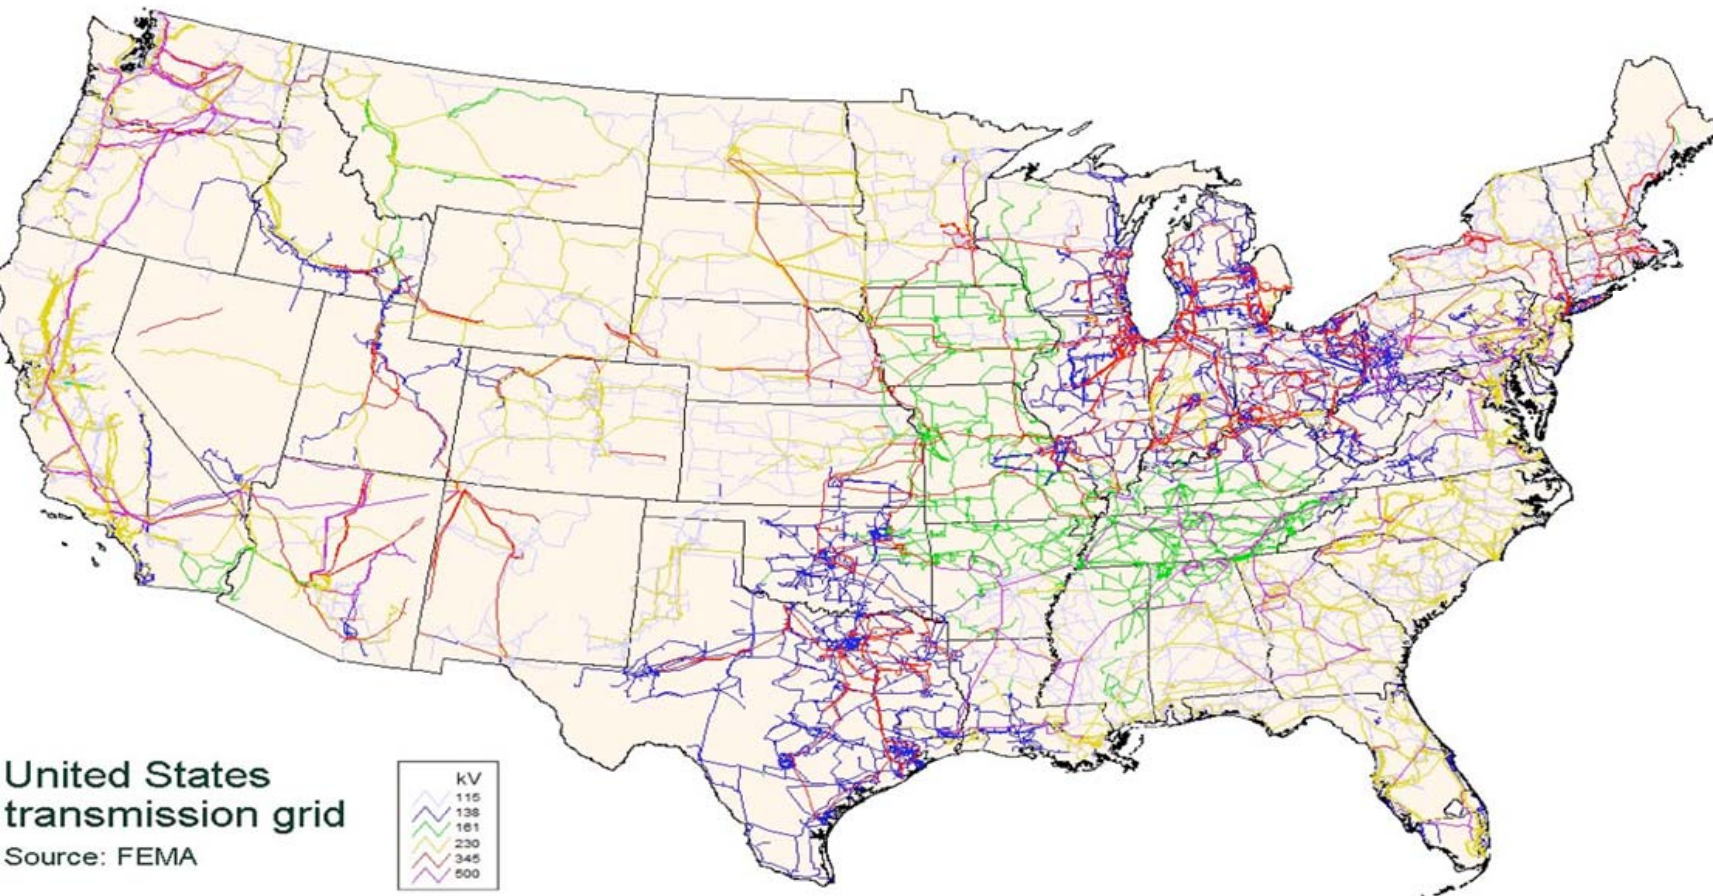 United States
transmission grid
Source: FEMA
kV
115
138
161
230
345
500